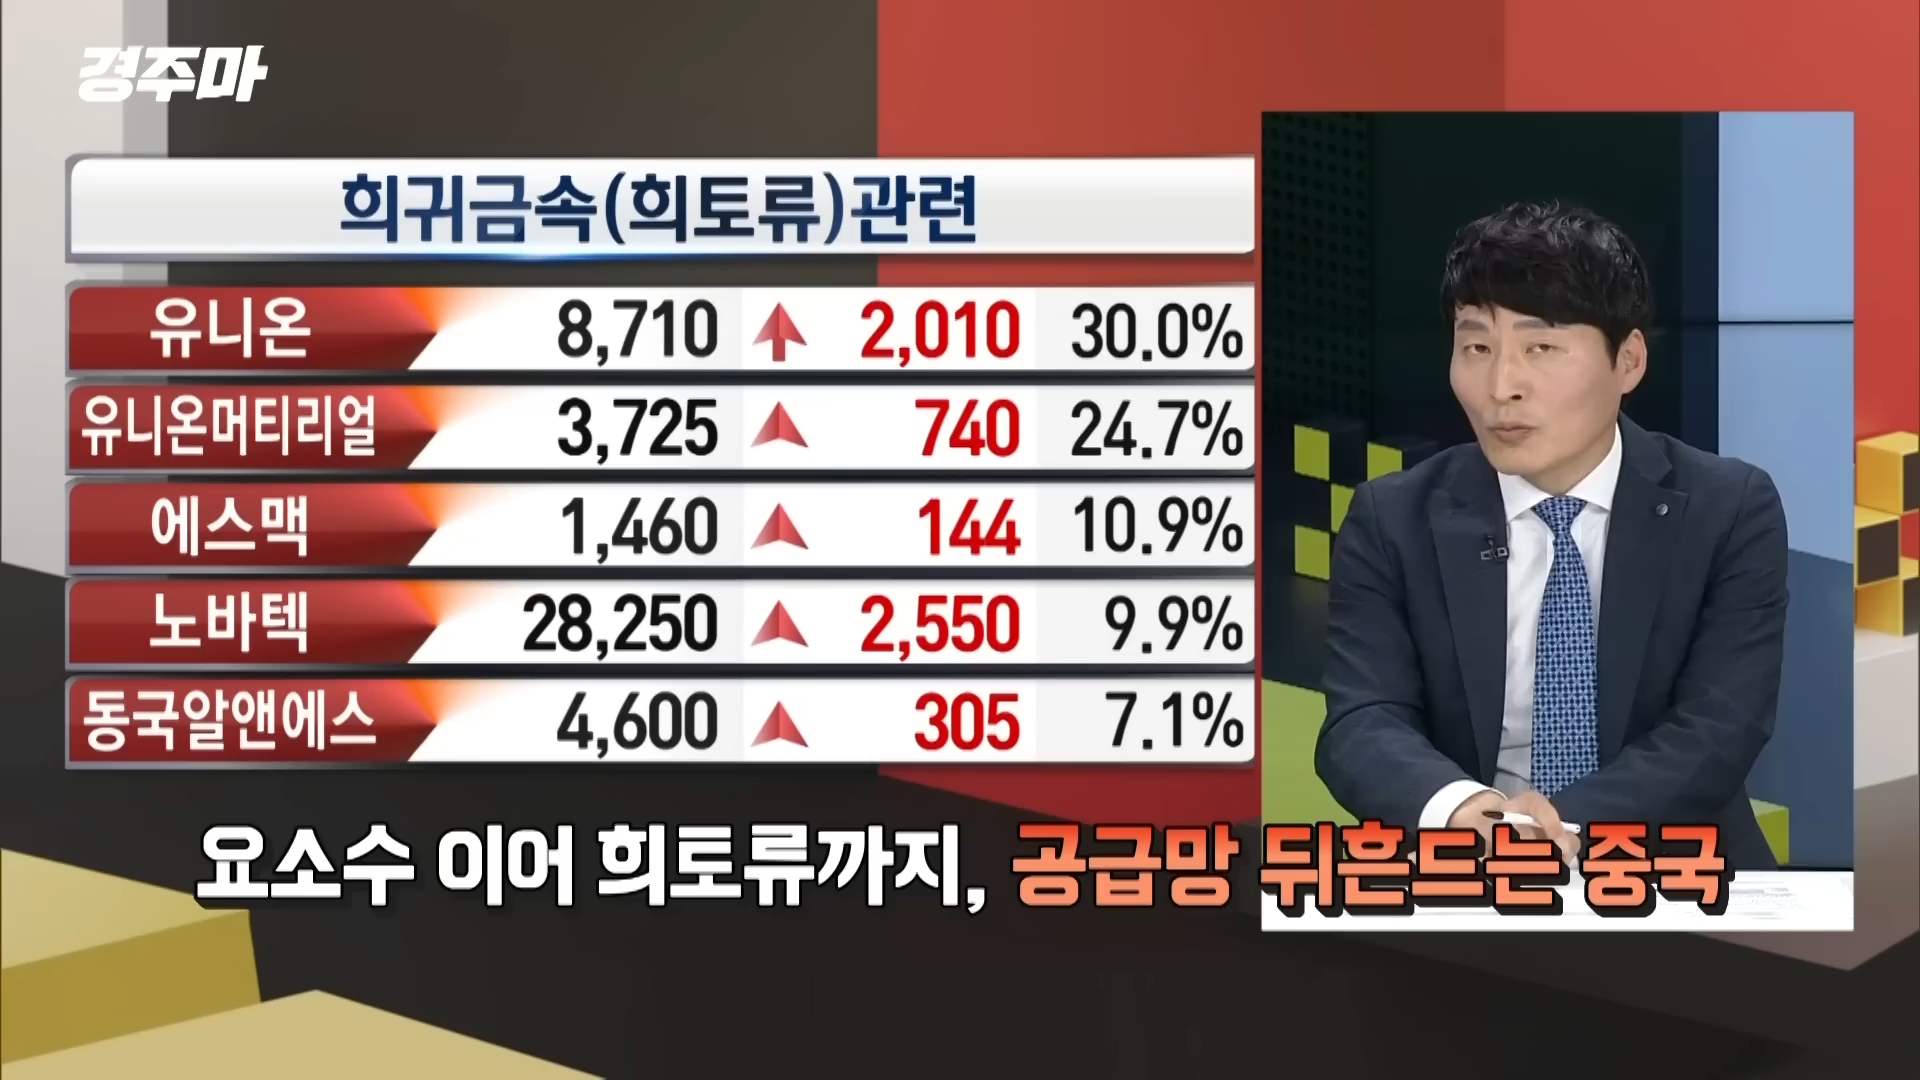 경주마
희귀금속(희토류)관련
유니온 8,710 2,010 30.0%
유니온머티리얼 3,725 740 24.7%
에스맥 1,460 144 10.9%
노바텍 28,250 2,550 9.9%
동국알앤에스 4,600 305 7.1%
요소수 이어 희토류까지, 공급망 뒤흔드는 중국